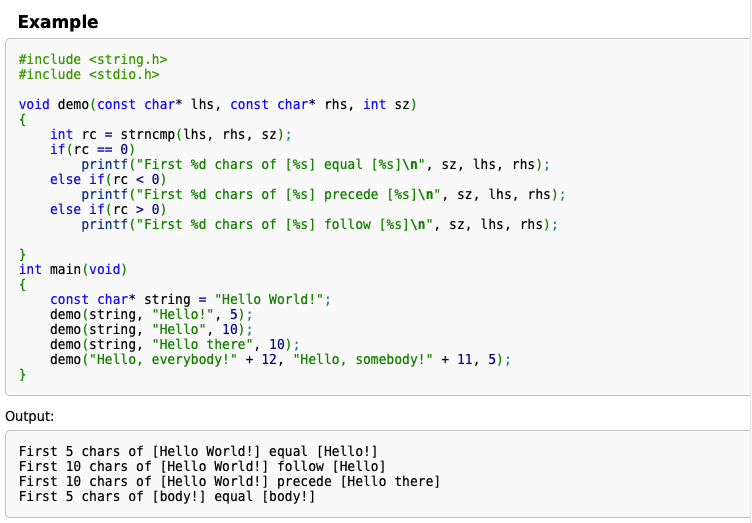 Example
#include <string.h>
#include <stdio.h>
void demo(const char* lhs, const char* rhs, int sz)
{
    int rc = strncmp(lhs, rhs, sz);
    if(rc == 0)
        printf("First %d chars of [%s] equal [%s]\n", sz, lhs, rhs);
    else if(rc < 0)
        printf("First %d chars of [%s] precede [%s]\n", sz, lhs, rhs);
    else if(rc > 0)
        printf("First %d chars of [%s] follow [%s]\n", sz, lhs, rhs);
}
int main(void)
{
    const char* string = "Hello World!";
    demo(string, "Hello!", 5);
    demo(string, "Hello", 10);
    demo(string, "Hello there", 10);
    demo("Hello, everybody!" + 12, "Hello, somebody!" + 11, 5);
}
Output:
First 5 chars of [Hello World!] equal [Hello!]
First 10 chars of [Hello World!] follow [Hello]
First 10 chars of [Hello World!] precede [Hello there]
First 5 chars of [body!] equal [body!]